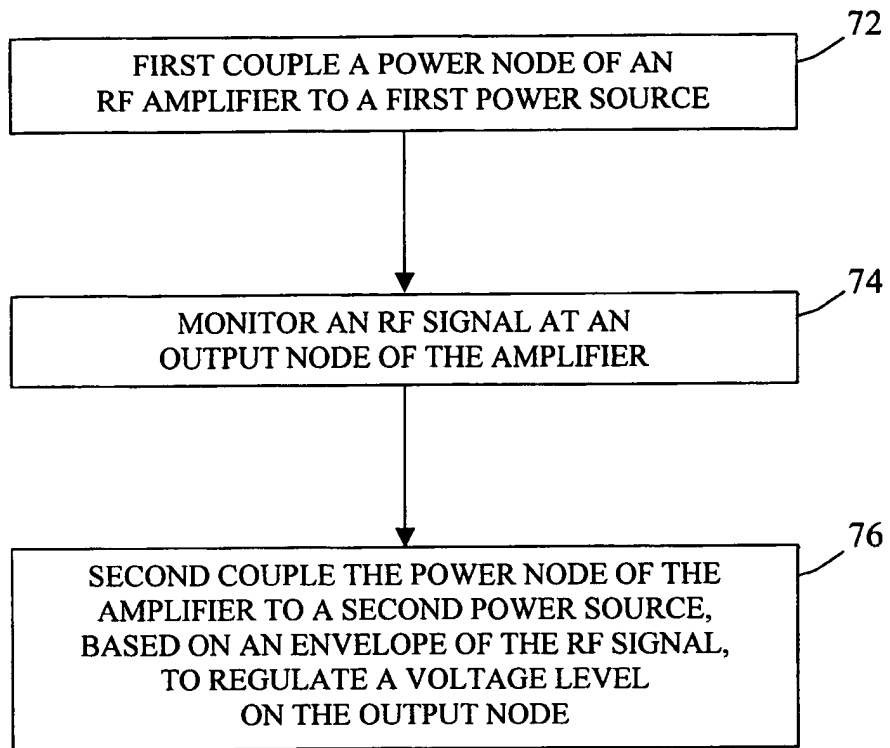 72
FIRST COUPLE A POWER NODE OF AN
RF AMPLIFIER TO A FIRST POWER SOURCE
74
MONITOR AN RF SIGNAL AT AN
OUTPUT NODE OF THE AMPLIFIER
76
SECOND COUPLE THE POWER NODE OF THE
AMPLIFIER TO A SECOND POWER SOURCE,
BASED ON AN ENVELOPE OF THE RF SIGNAL,
TO REGULATE A VOLTAGE LEVEL
ON THE OUTPUT NODE